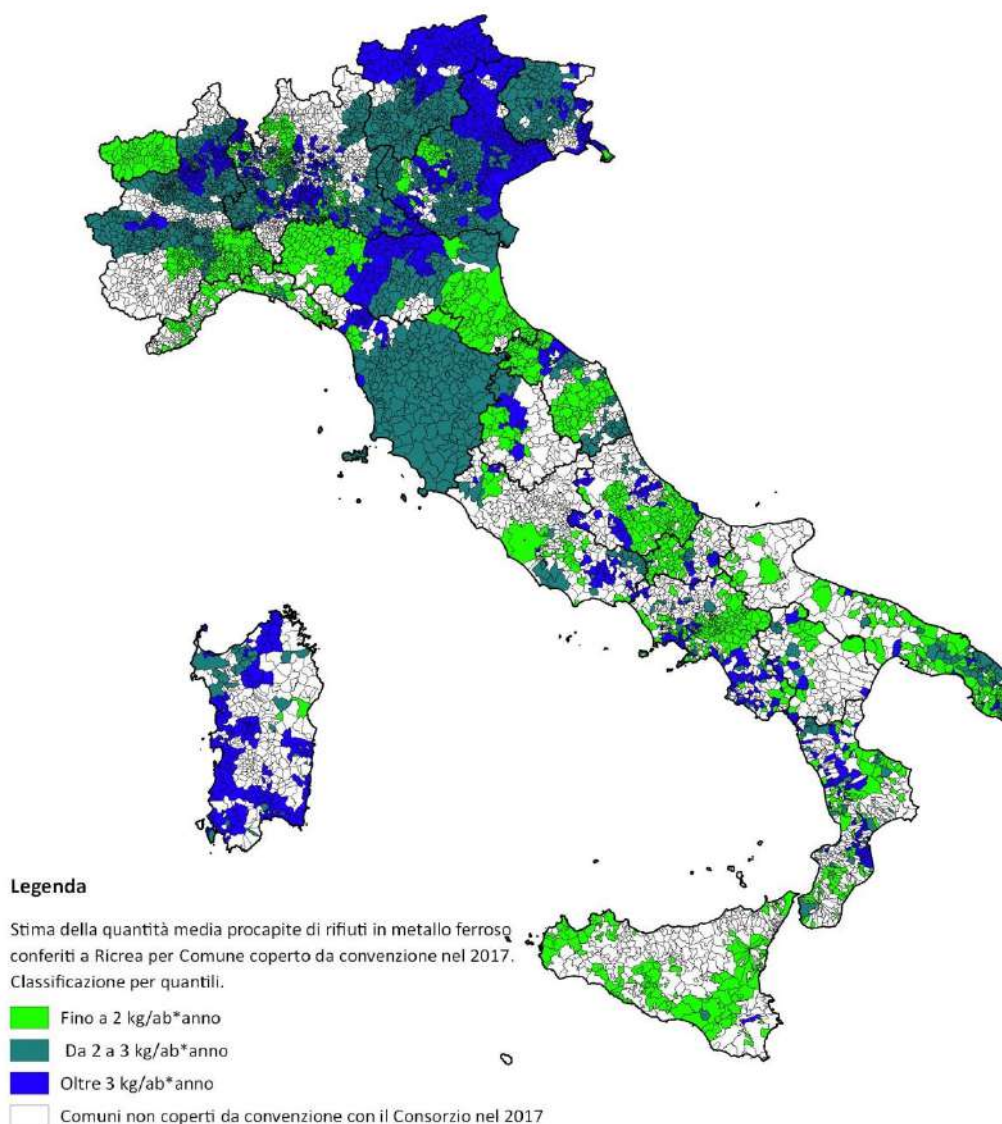 Legenda
Stima della quantità media procapite di rifiuti in metallo ferroso
conferiti a Ricrea per Comune coperto da convenzione nel 2017.
Classificazione per quantili.
Fino a 2 kg/ab*anno
Da 2 a 3 kg/ab*anno
Oltre 3 kg/ab*anno
Comuni non coperti da convenzione con il Consorzio nel 2017